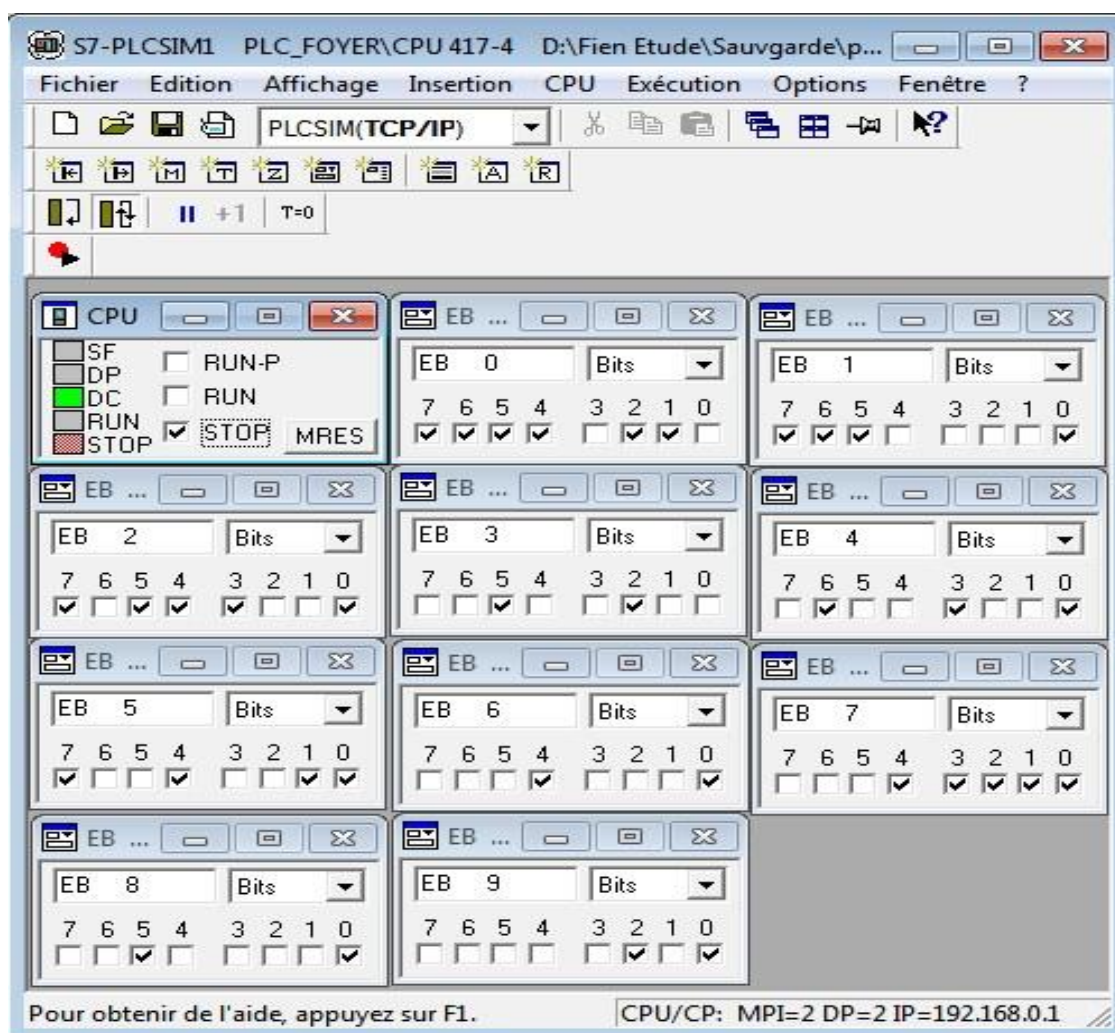 S7-PLCSIM1 PLC_FOYER\CPU 417-4 D:\Fien Etude\Sauvgarde\p...
Fichier Edition Affichage Insertion CPU Exécution Options Fenêtre ?
PLCSIM(TCP/IP)
M T Z A R
+1 T=0
CPU
SF
DP
DC
RUN
STOP
RUN-P
RUN
STOP MRES
EB ...
EB 0 Bits
7 6 5 4 3 2 1 0
EB ...
EB 1 Bits
7 6 5 4 3 2 1 0
EB ...
EB 2 Bits
7 6 5 4 3 2 1 0
EB ...
EB 3 Bits
7 6 5 4 3 2 1 0
EB ...
EB 4 Bits
7 6 5 4 3 2 1 0
EB ...
EB 5 Bits
7 6 5 4 3 2 1 0
EB ...
EB 6 Bits
7 6 5 4 3 2 1 0
EB ...
EB 7 Bits
7 6 5 4 3 2 1 0
EB ...
EB 8 Bits
7 6 5 4 3 2 1 0
EB ...
EB 9 Bits
7 6 5 4 3 2 1 0
Pour obtenir de l'aide, appuyez sur F1. CPU/CP: MPI=2 DP=2 IP=192.168.0.1